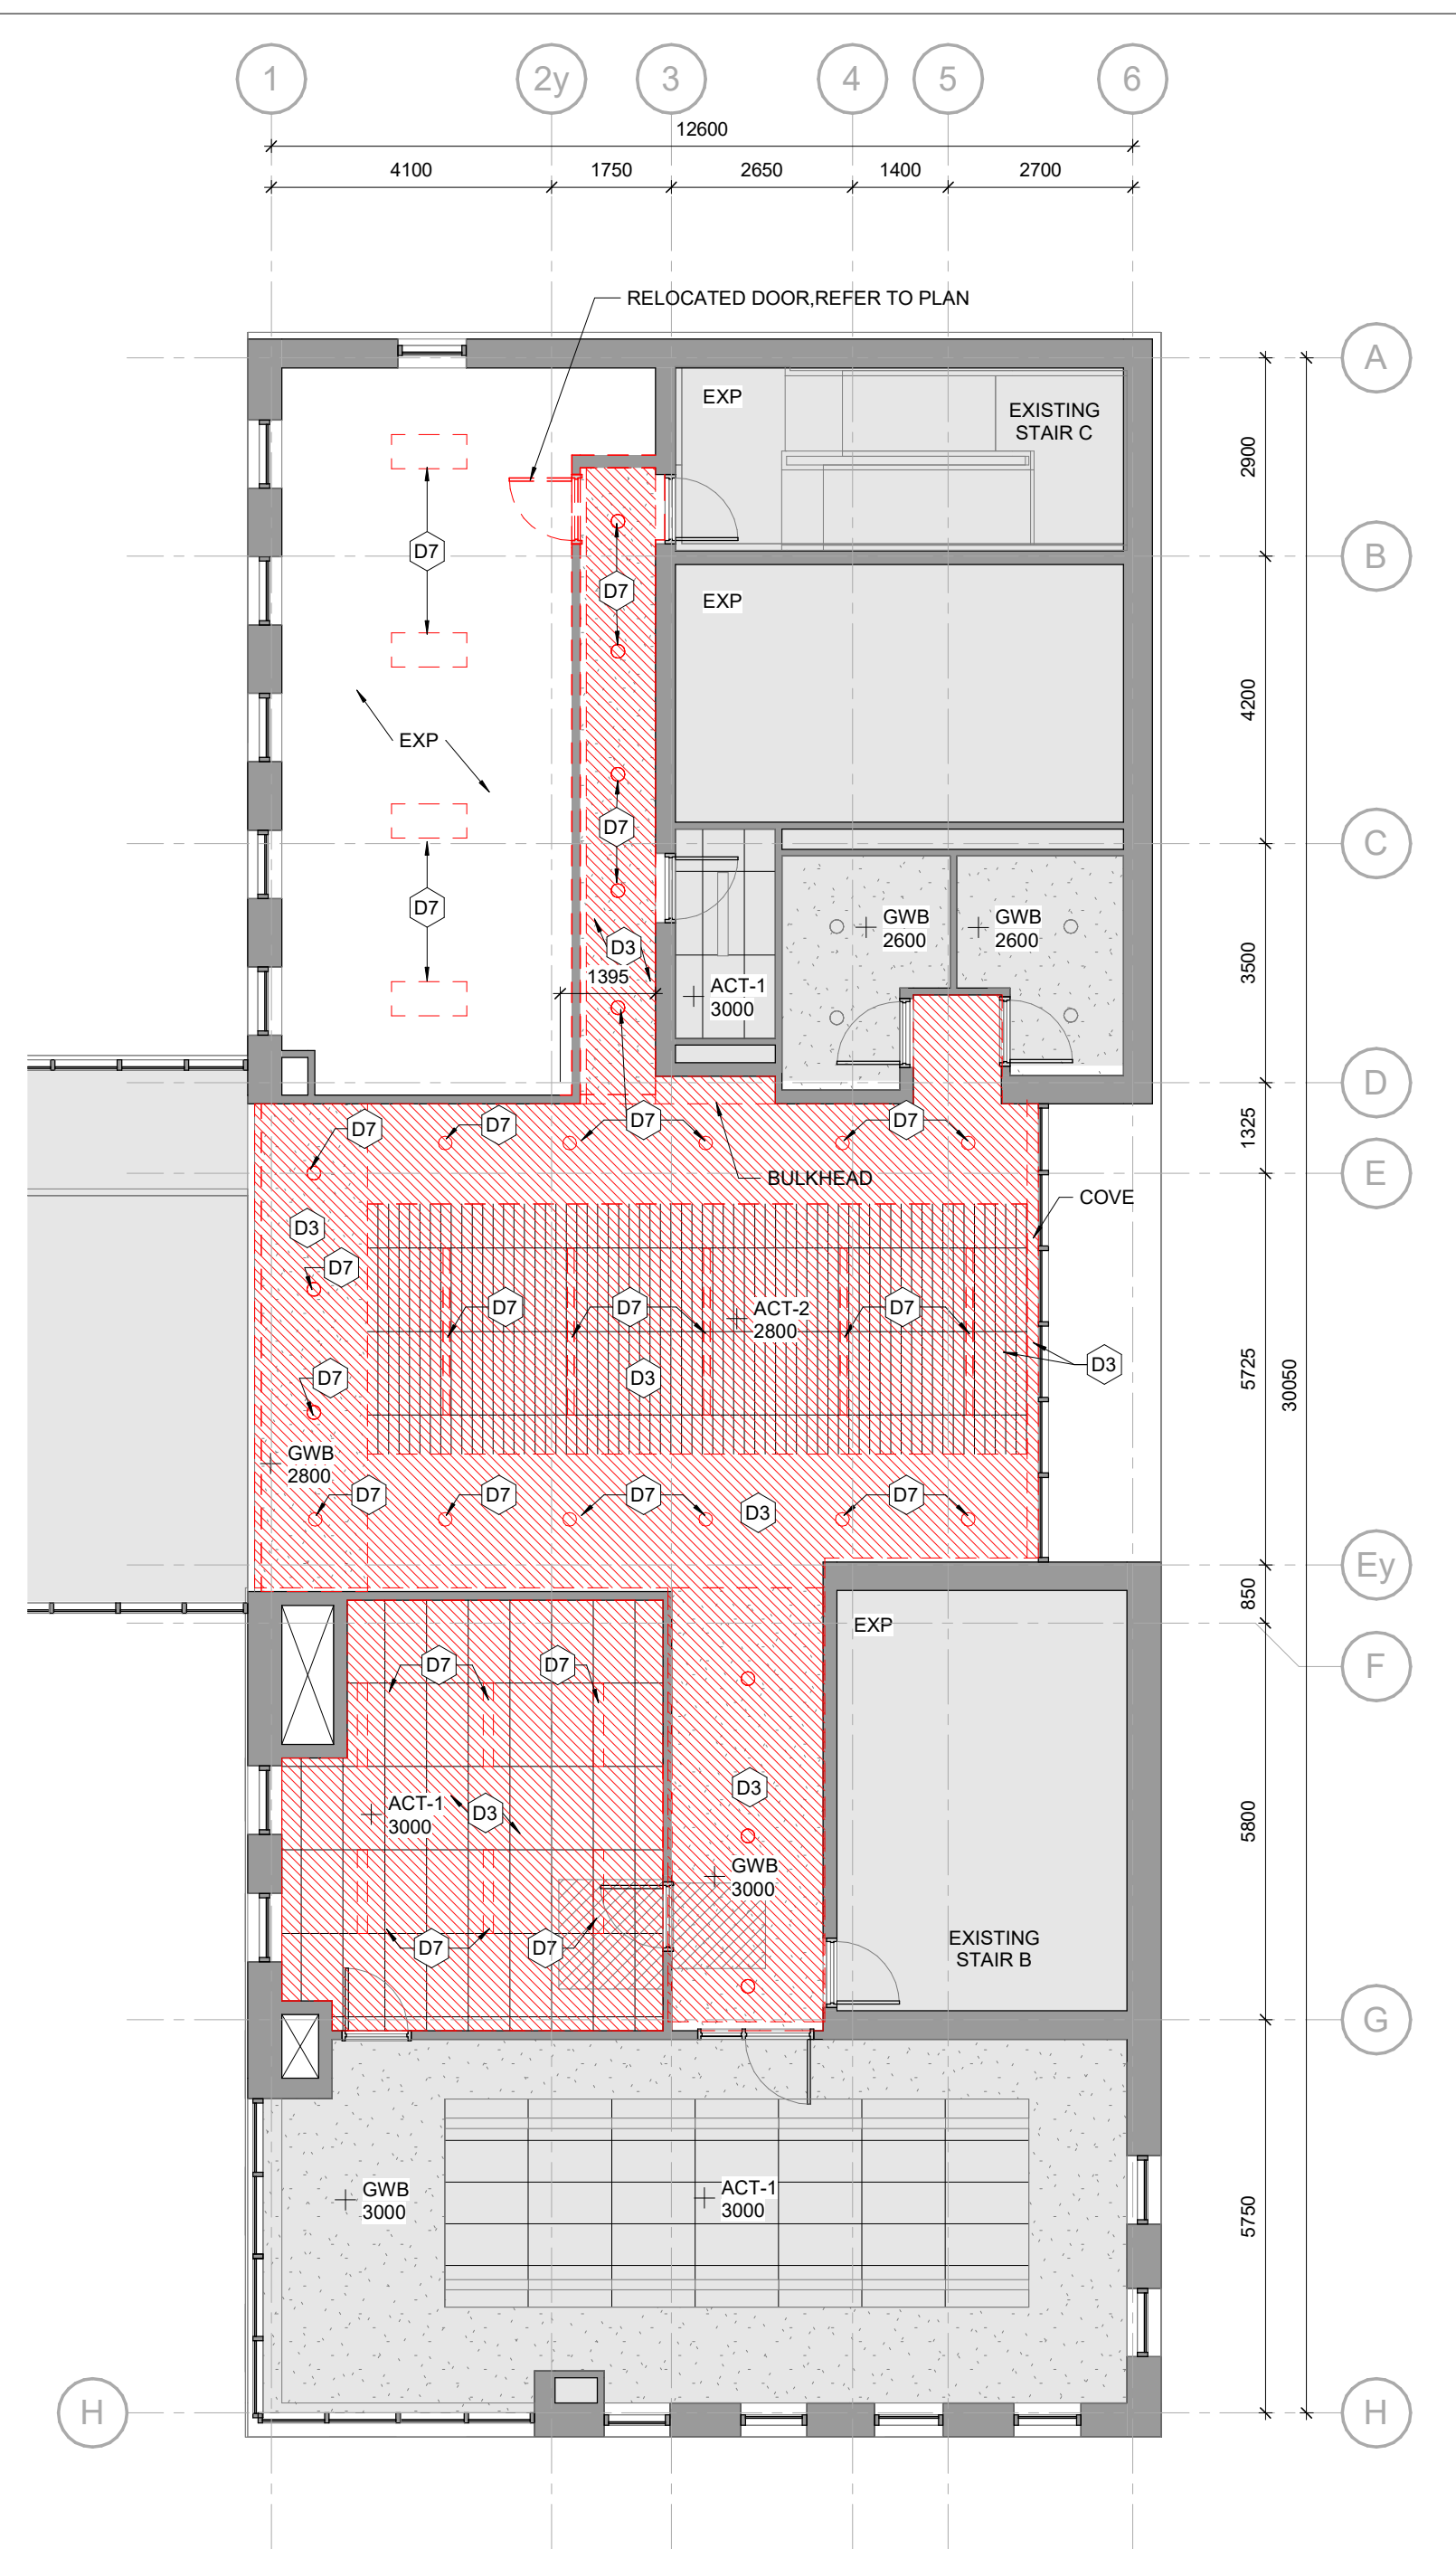 1 2y 3 4 5 6
12600
4100 1750 2650 1400 2700
RELOCATED DOOR,REFER TO PLAN
A
EXP
EXISTING
STAIR C
2900
D7
B
D7
EXP
4200
EXP
D7
C
D7
GWB
2600
GWB
2600
D3
1395
ACT-1
3000
3500
D
D7
D7
D7
D7
1325
BULKHEAD
E
COVE
D3
D7
D7
D7
ACT-2
2800
D7
D7
D3
D3
5725
30050
GWB
2800
D7
D7
D7
D7
D3
Ey
850
EXP
F
D7
D7
D3
ACT-1
3000
D3
5800
GWB
3000
D7
D7
EXISTING
STAIR B
G
GWB
3000
ACT-1
3000
5750
H
H